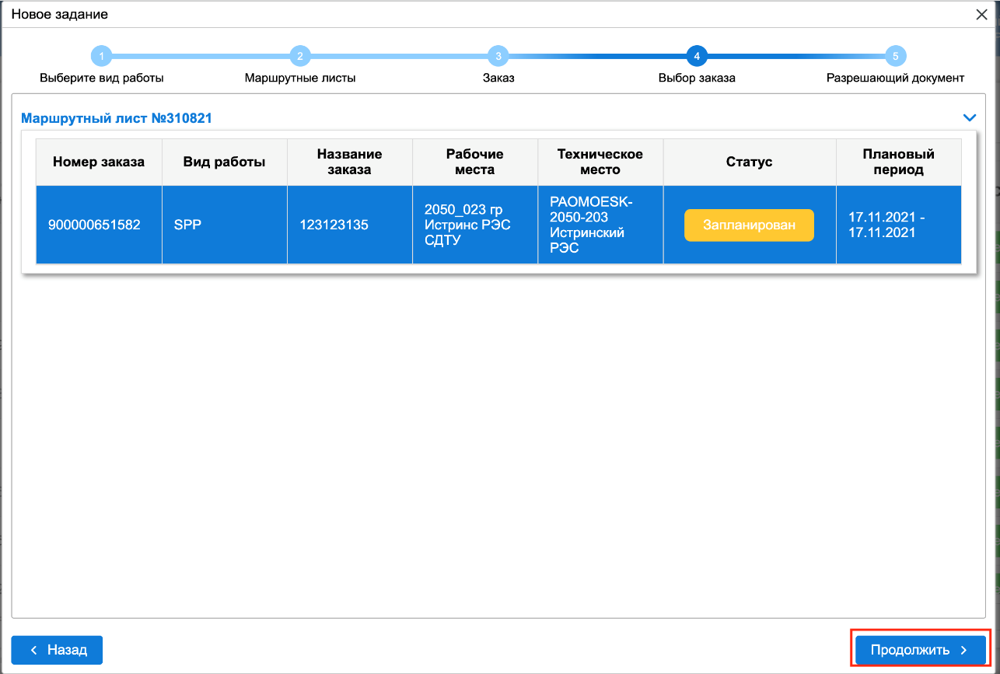 Новое задание
1
2
3
4
5
Выберите вид работы
Маршрутные листы
Заказ
Выбор заказа
Разрешающий документ
Маршрутный лист №310821
Номер заказа
Вид работы
Название
заказа
Рабочие
места
Техническое
место
Статус
Плановый
период
900000651582
SPP
123123135
2050_023 гр
Истринс РЭС
СДТУ
PAOMOESK-
2050-203
Истринский
РЭС
Запланирован
17.11.2021 -
17.11.2021
Назад
Продолжить